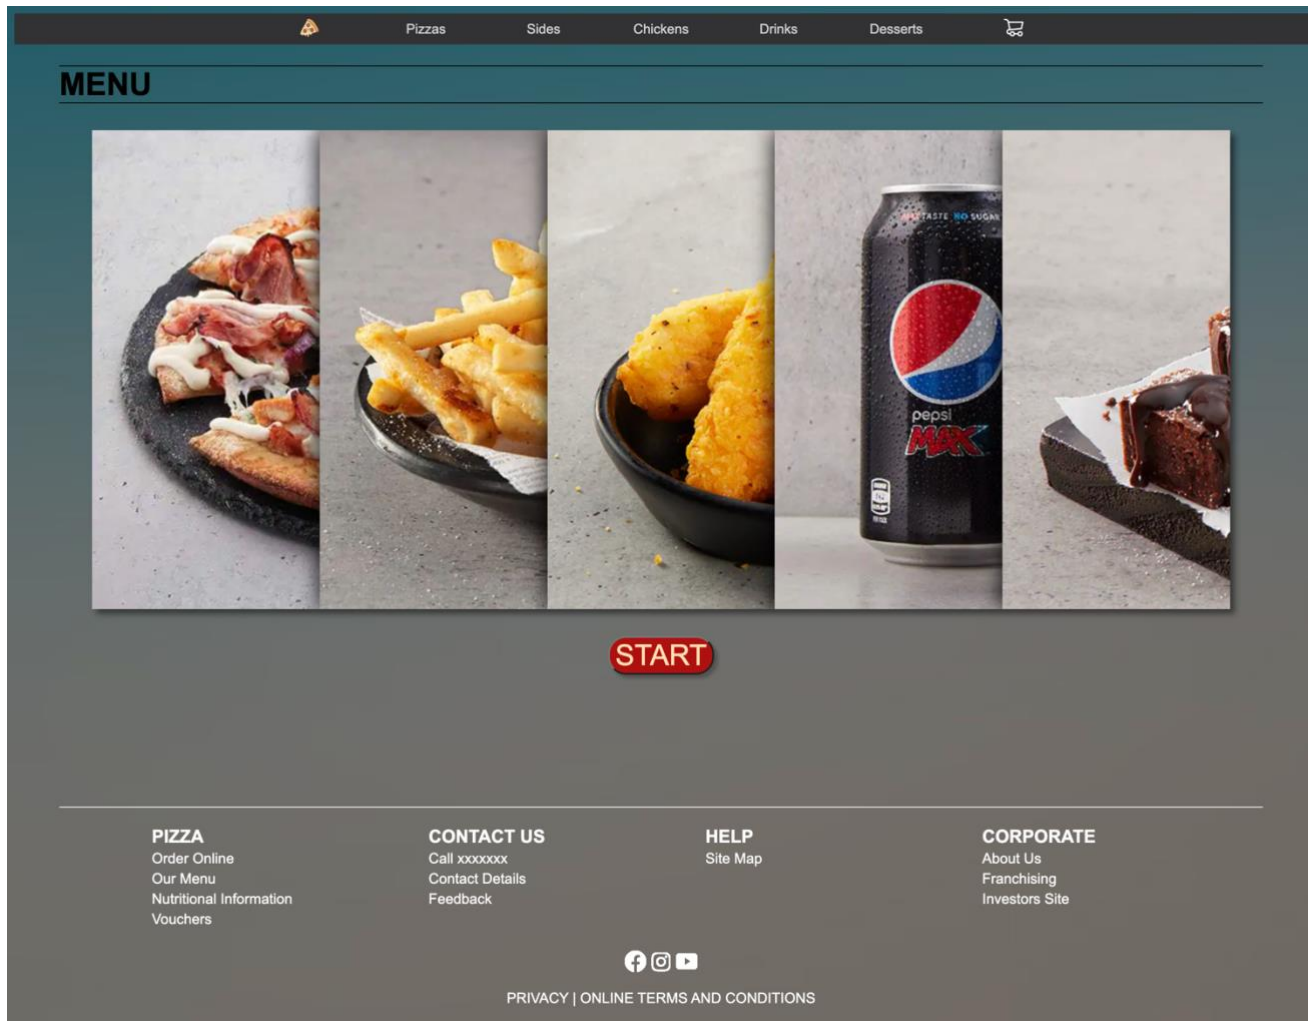 Pizzas Sides Chickens Drinks Desserts
MENU
TASTE NO SUGAR
pepsi
MAX
START
PIZZA
Order Online
Our Menu
Nutritional Information
Vouchers
CONTACT US
Call xxxxxxx
Contact Details
Feedback
HELP
Site Map
CORPORATE
About Us
Franchising
Investors Site
PRIVACY | ONLINE TERMS AND CONDITIONS